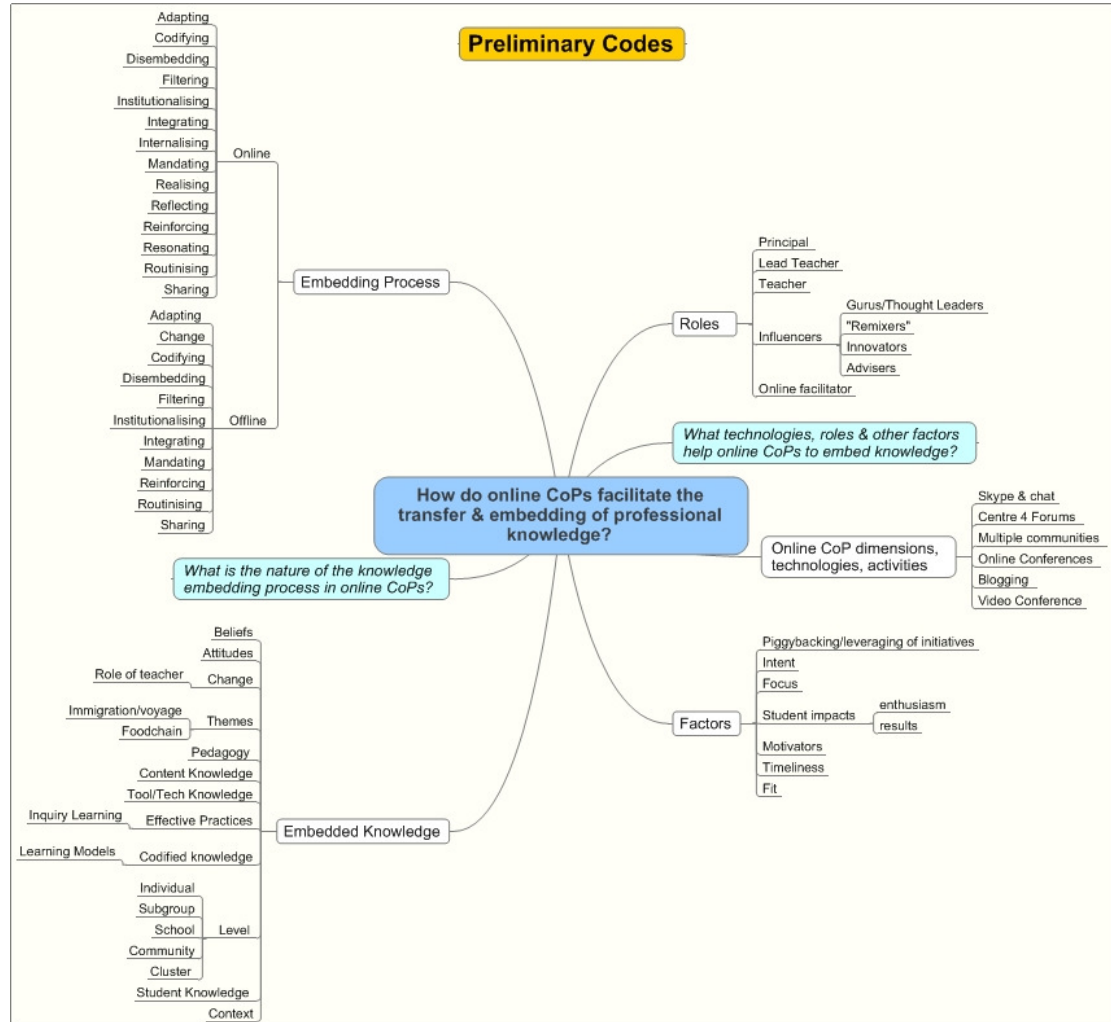 Preliminary Codes
Adapting
Codifying
Disembedding
Filtering
Institutionalising
Integrating
Internalising
Mandating
Realising
Reflecting
Reinforcing
Resonating
Routinising
Sharing
Online
Embedding Process
Adapting
Change
Codifying
Disembedding
Filtering
Institutionalising
Integrating
Mandating
Reinforcing
Routinising
Sharing
Offline
Principal
Lead Teacher
Teacher
Roles
Influencers
Gurus/Thought Leaders
"Remixers"
Innovators
Advisers
Online facilitator
What technologies, roles & other factors
help online CoPs to embed knowledge?
How do online CoPs facilitate the
transfer & embedding of professional
knowledge?
What is the nature of the knowledge
embedding process in online CoPs?
Online CoP dimensions,
technologies, activities
Skype & chat
Centre 4 Forums
Multiple communities
Online Conferences
Blogging
Video Conference
Beliefs
Attitudes
Role of teacher
Change
Immigration/voyage
Foodchain
Themes
Pedagogy
Content Knowledge
Tool/Tech Knowledge
Inquiry Learning
Effective Practices
Embedded Knowledge
Learning Models
Codified knowledge
Individual
Subgroup
School
Community
Cluster
Level
Student Knowledge
Context
Piggybacking/leveraging of initiatives
Intent
Focus
Factors
Student impacts
enthusiasm
results
Motivators
Timeliness
Fit